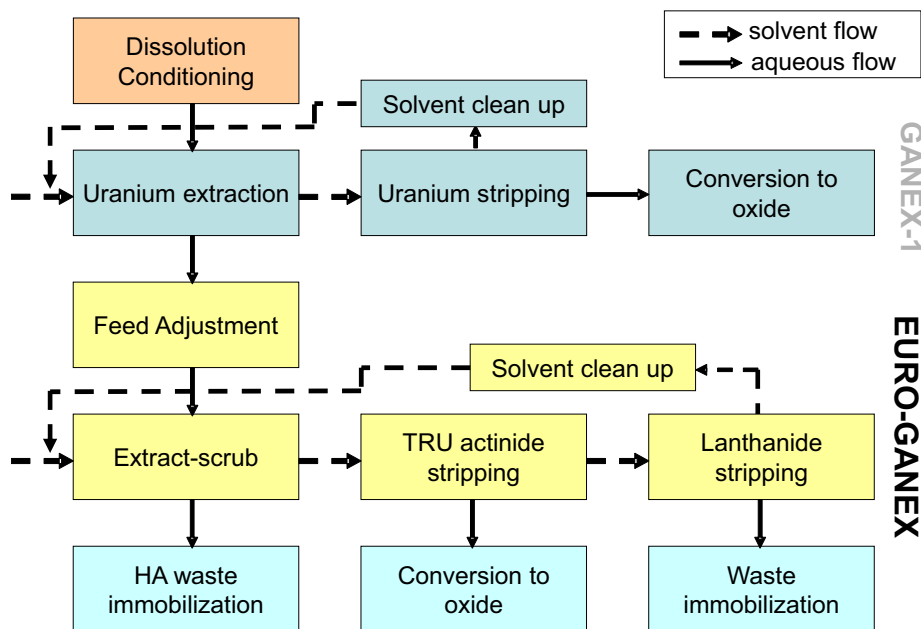 Dissolution
Conditioning
solvent flow
aqueous flow
Solvent clean up
Uranium extraction
Uranium stripping
Conversion to
oxide
GANEX-1
Feed Adjustment
Solvent clean up
Extract-scrub
TRU actinide
stripping
Lanthanide
stripping
EURO-GANEX
HA waste
immobilization
Conversion to
oxide
Waste
immobilization